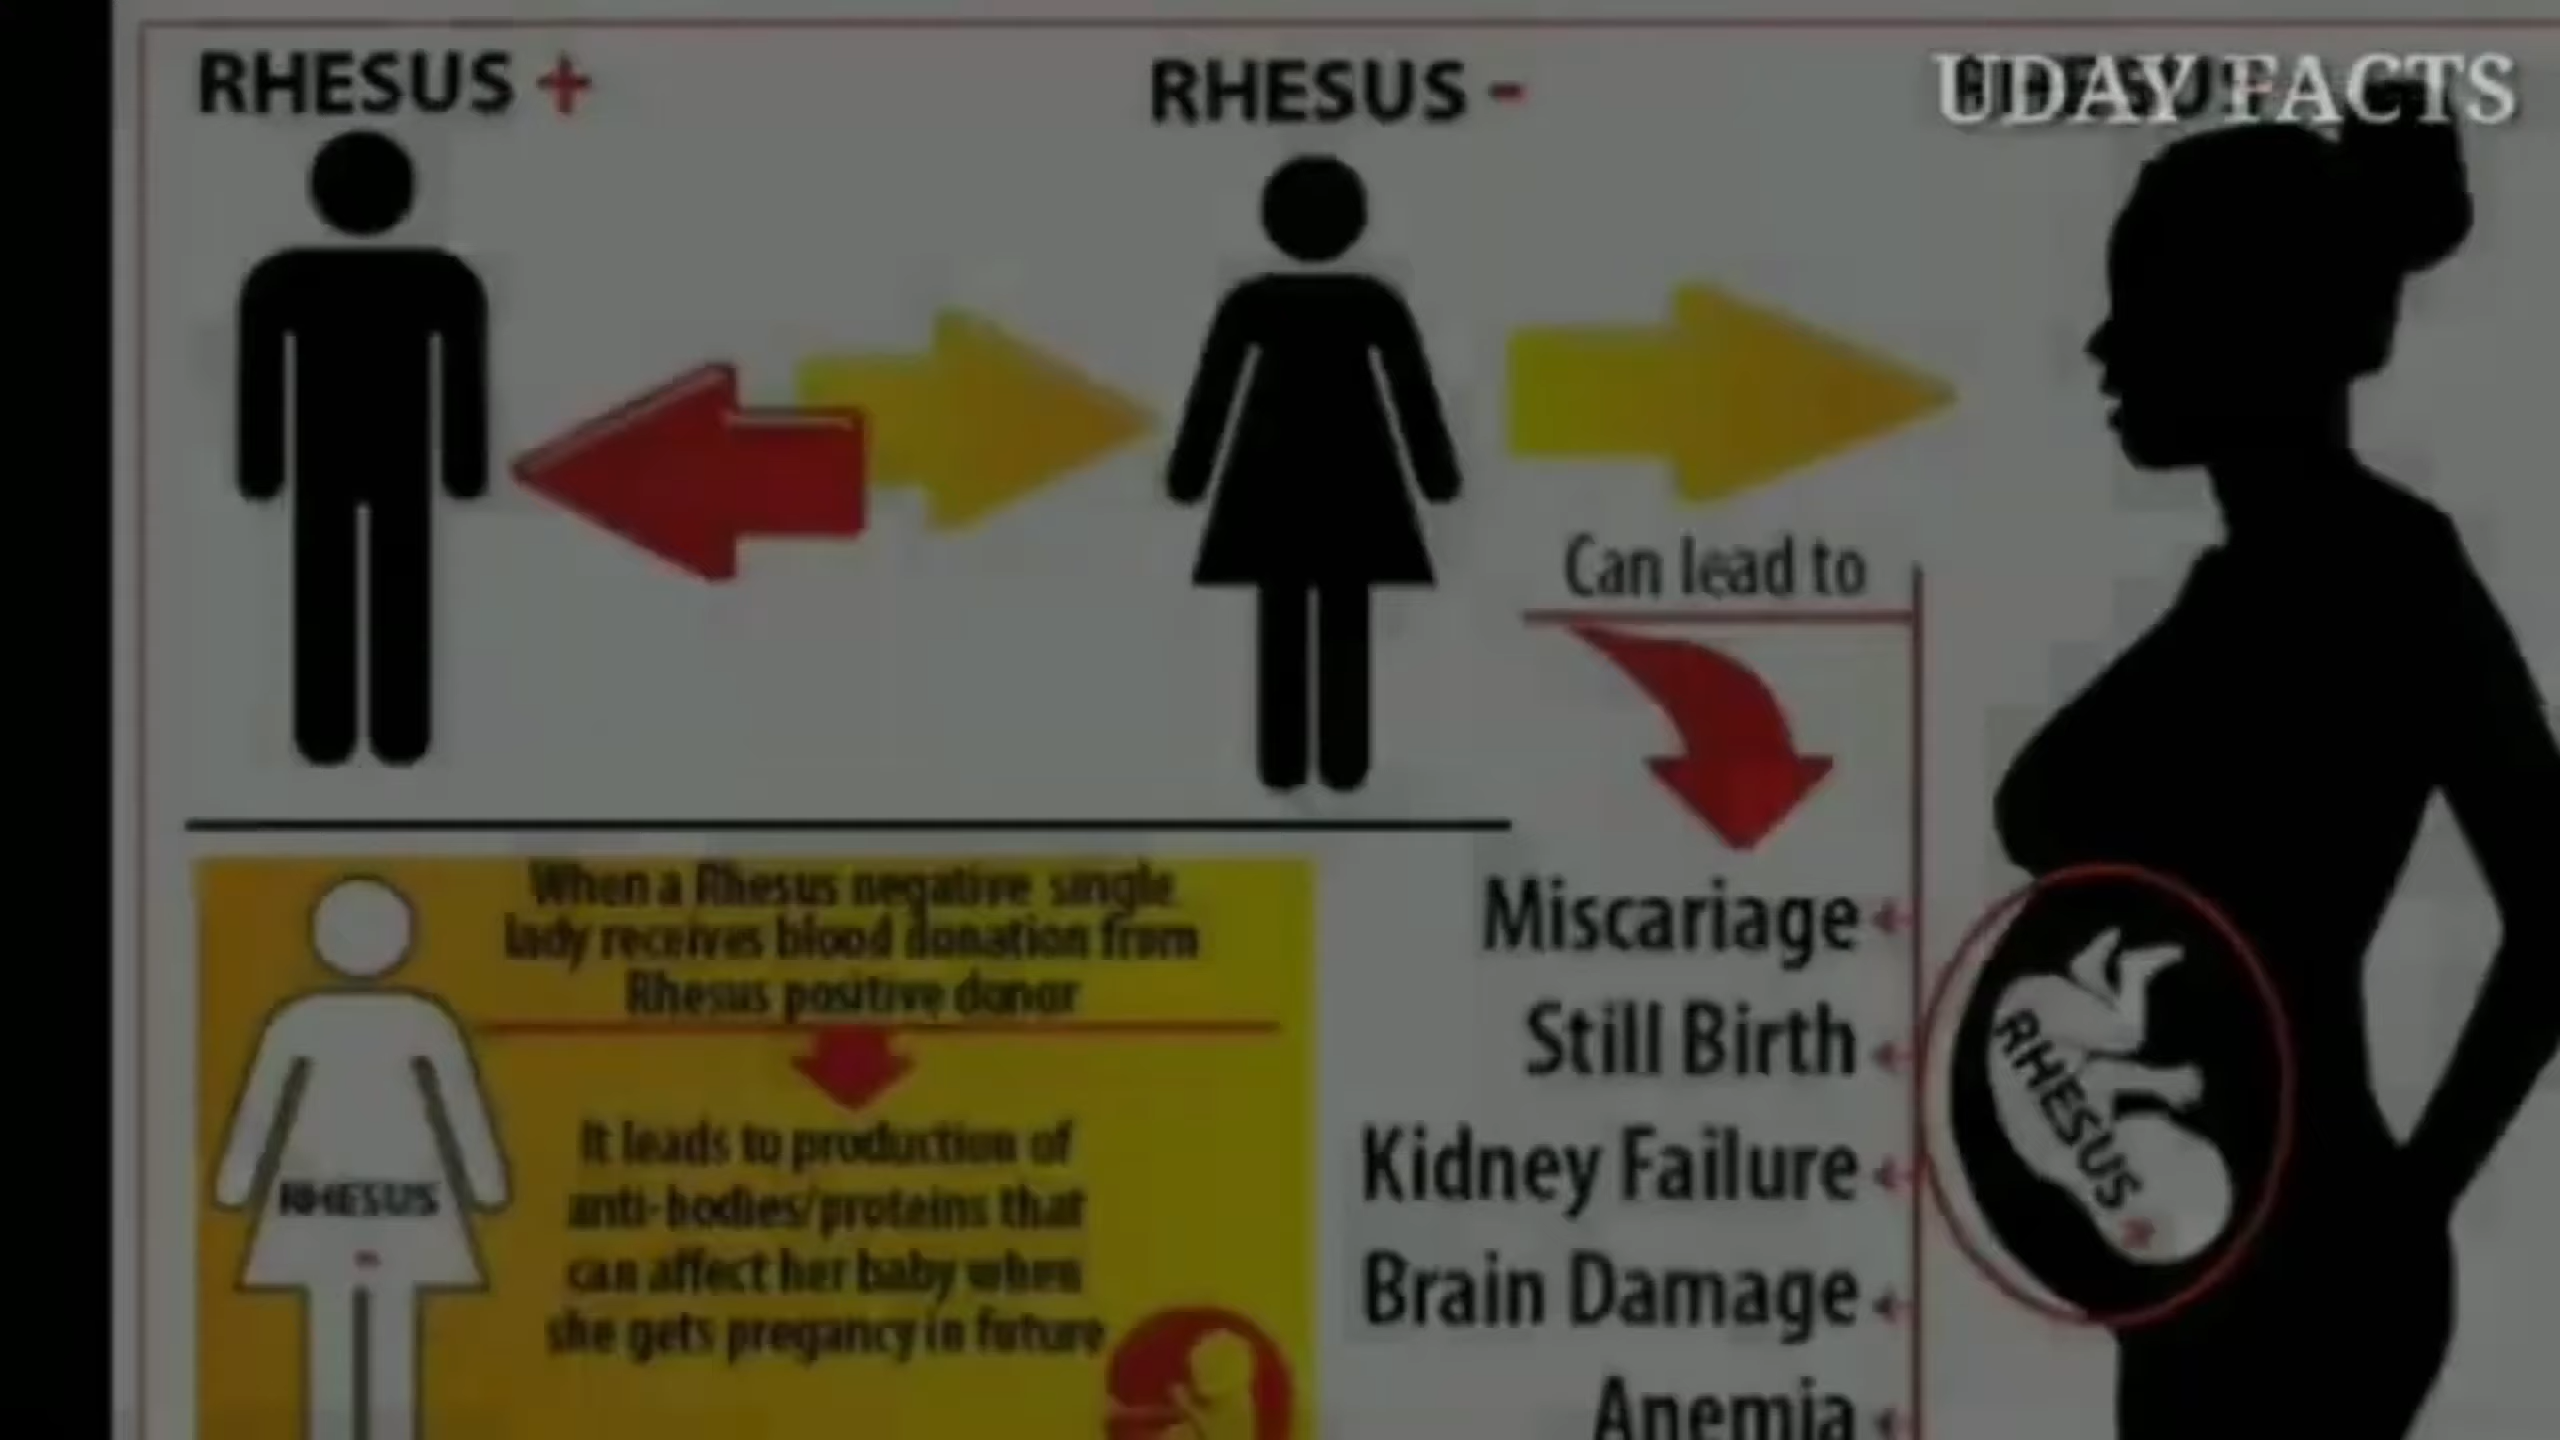 RHESUS +
RHESUS -
UDAY FACTS
Can lead to
Miscariage
Still Birth
Kidney Failure
Brain Damage
Anemia
RHESUS
When a Rhesus negative single
lady receives blood donation from
Rhesus positive donor
It leads to production of
anti-bodies/proteins that
can affect her baby when
she gets pregancy in future
RHESUS
-